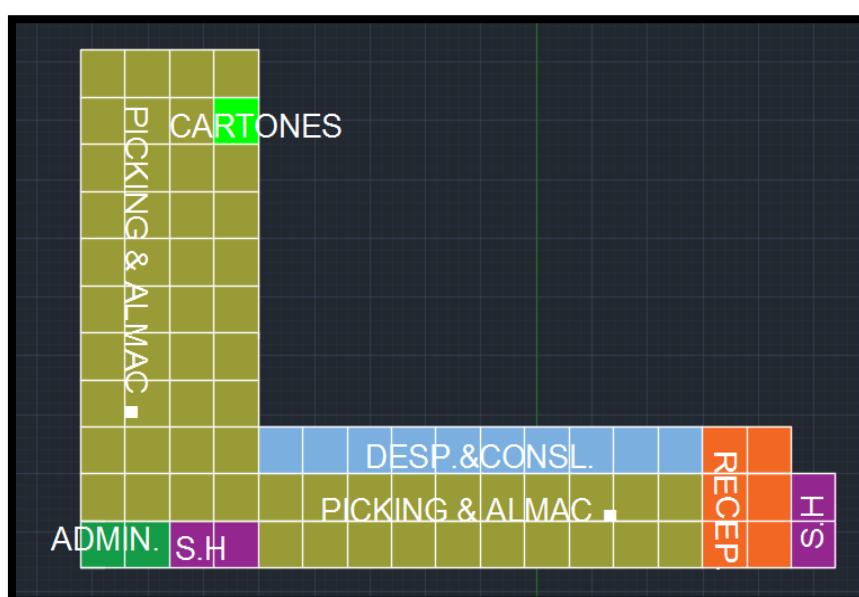 PICKING & ALMAC.
CARTONES
DESP.&CONSL.
PICKING & ALMAC.
RECEP.
S.H
ADMIN.
S.H